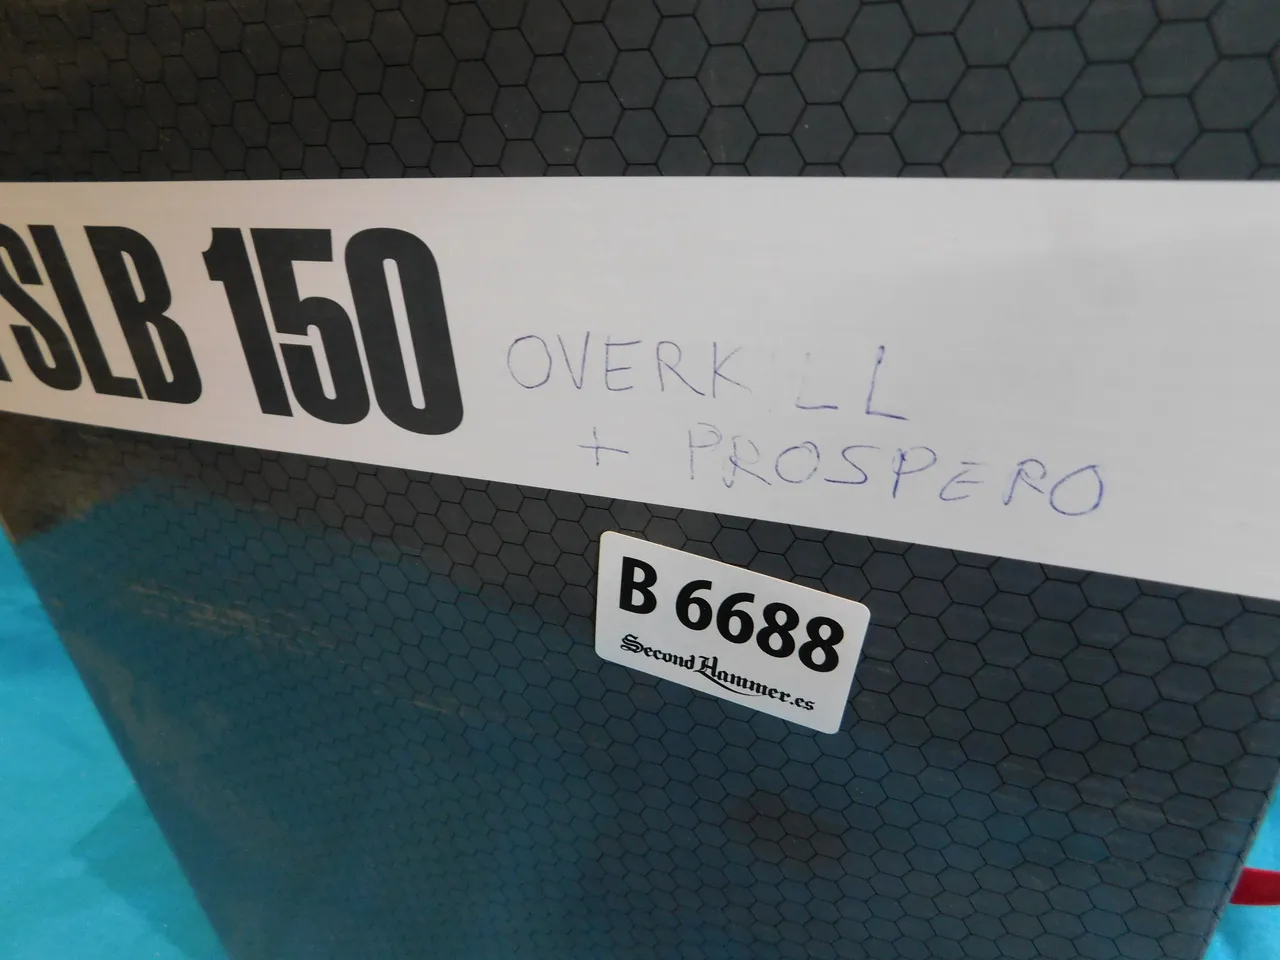 SLB 150
OVERKILL
+ PROSPERO
B 6688
SecondHammer.es